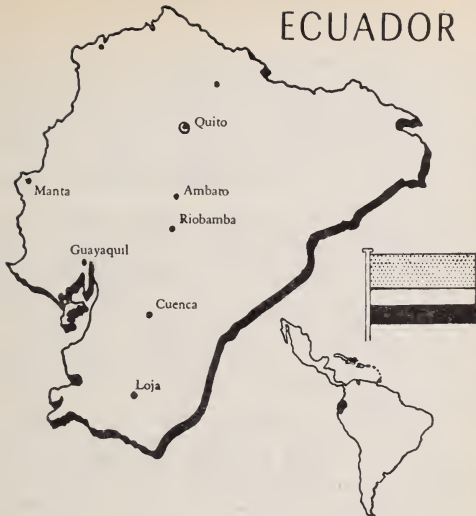 ECUADOR
Quito
Manta
Ambato
Riobamba
Guayaquil
Cuenca
Loja